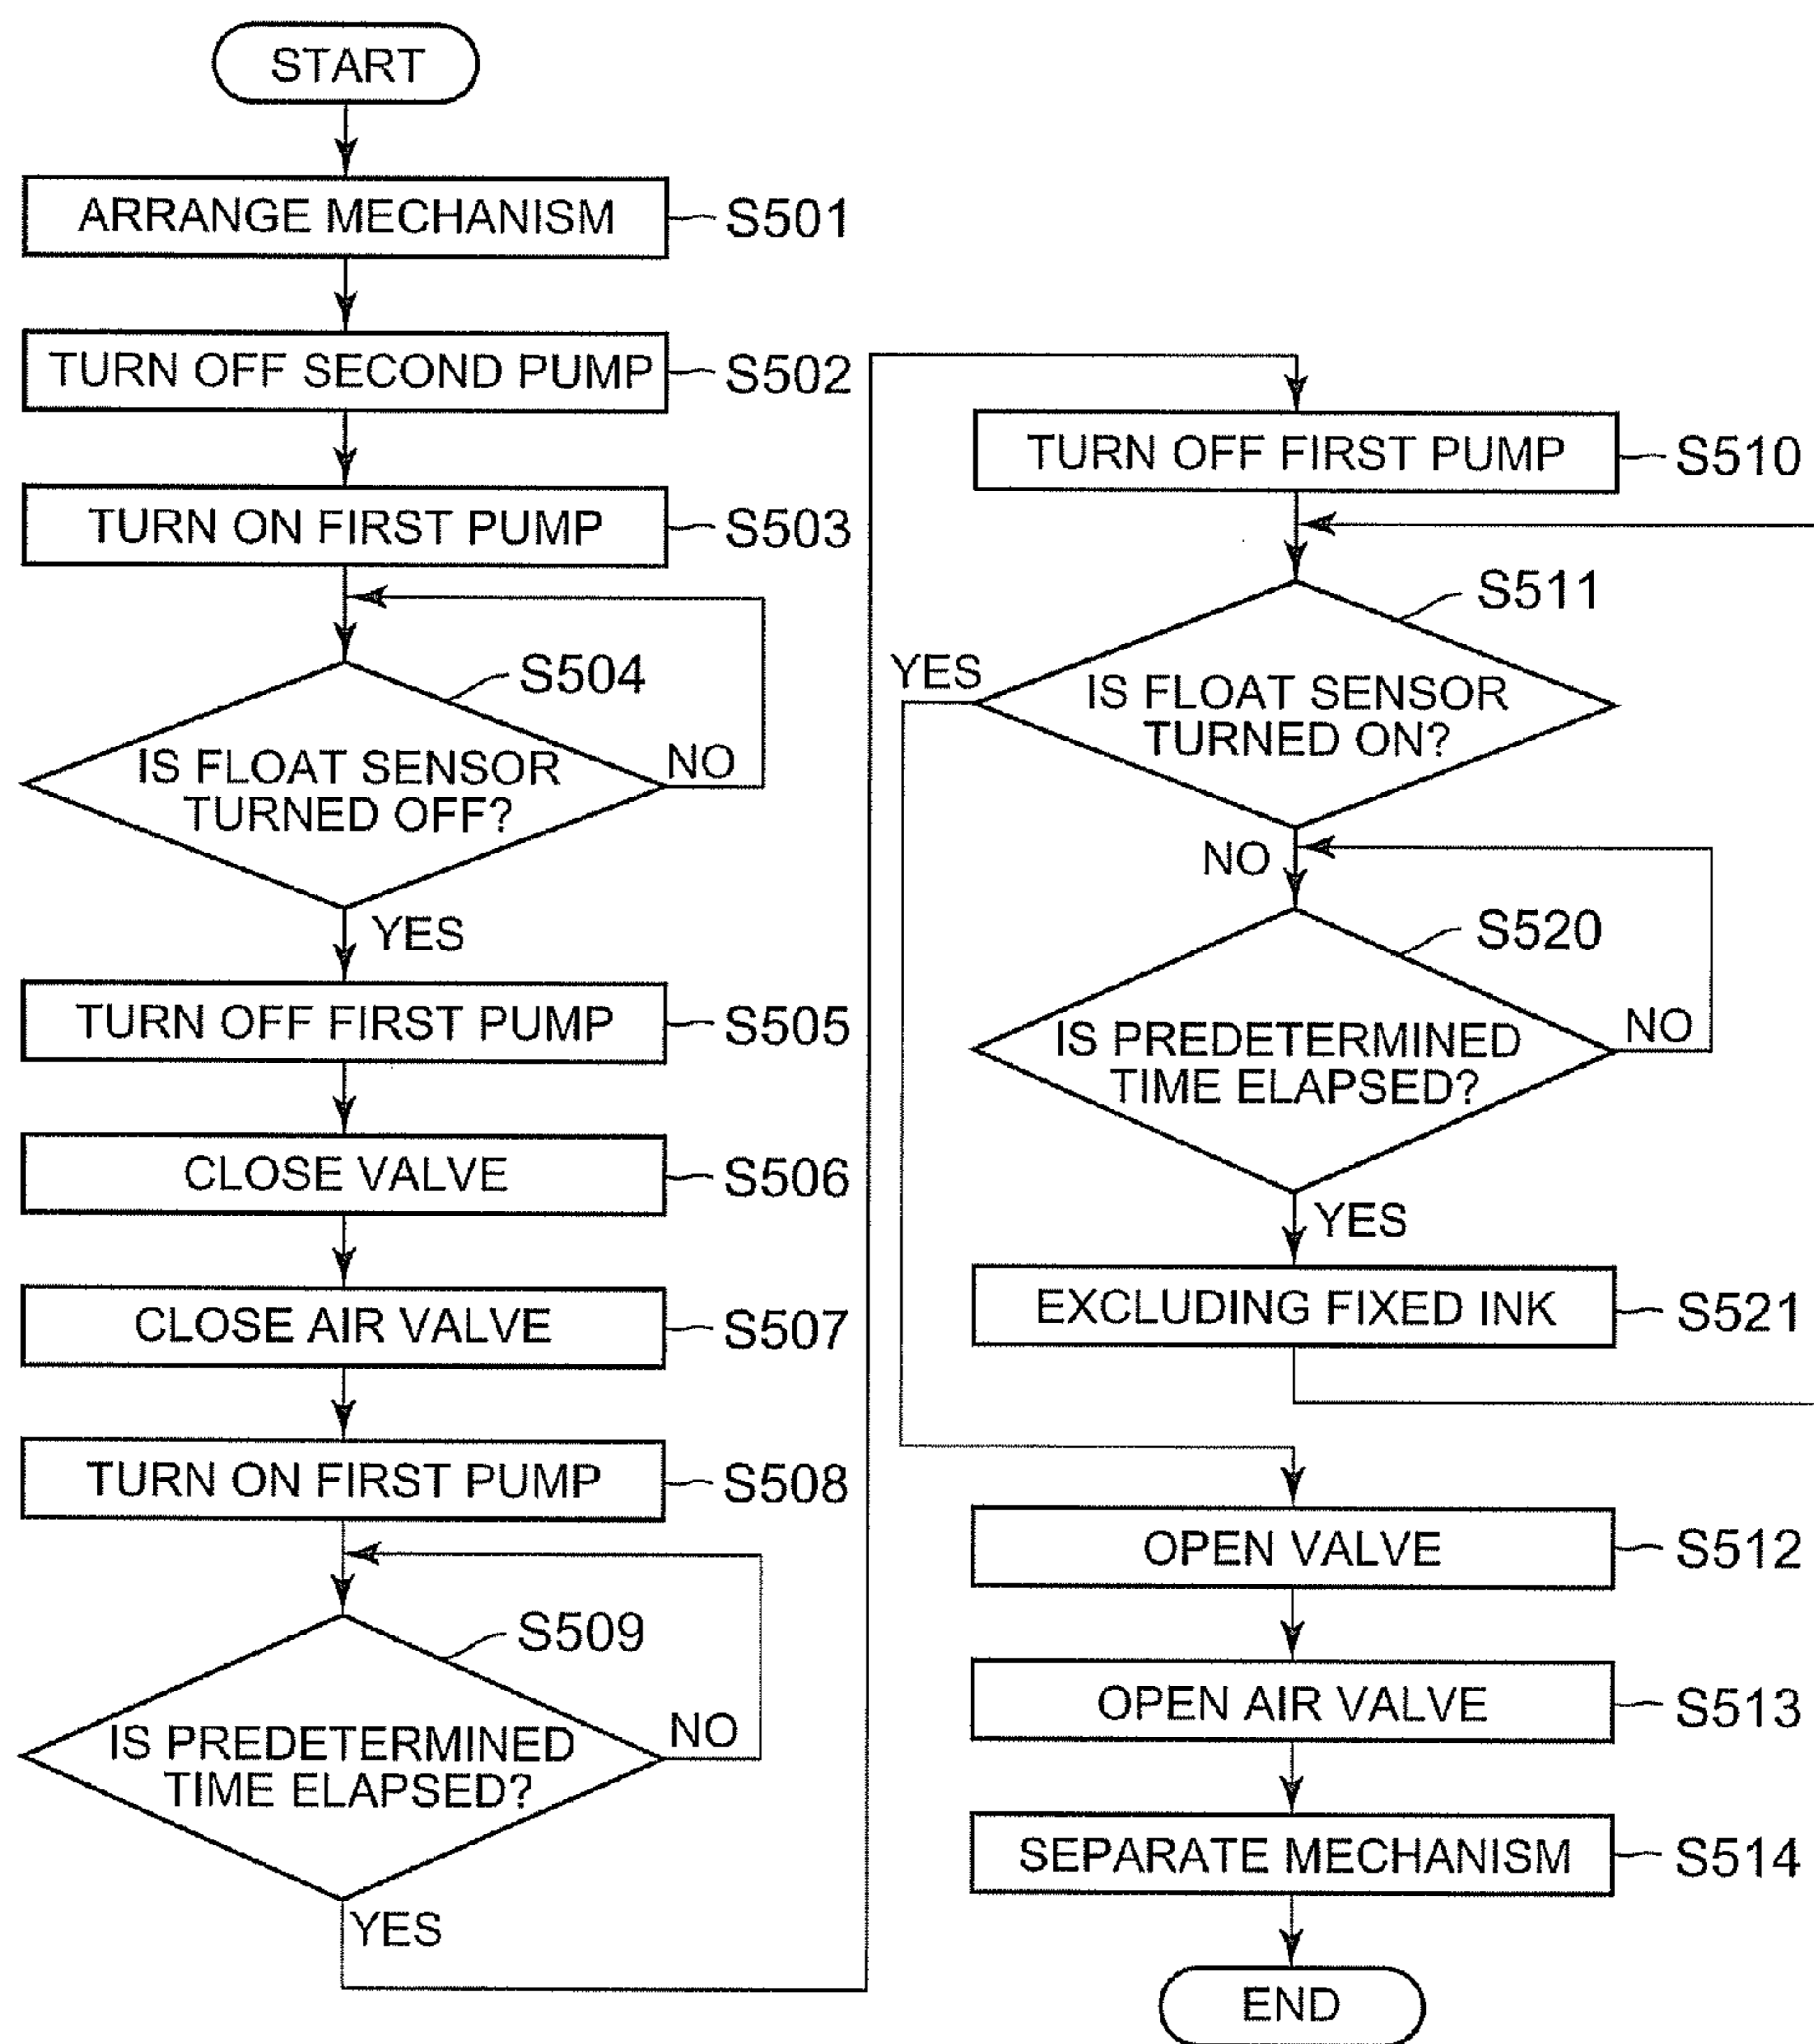 START
ARRANGE MECHANISM
S501
TURN OFF SECOND PUMP
S502
TURN ON FIRST PUMP
S503
S504
IS FLOAT SENSOR
TURNED OFF?
NO
YES
TURN OFF FIRST PUMP
S505
CLOSE VALVE
S506
CLOSE AIR VALVE
S507
TURN ON FIRST PUMP
S508
S509
IS PREDETERMINED
TIME ELAPSED?
NO
YES
TURN OFF FIRST PUMP
S510
S511
YES
IS FLOAT SENSOR
TURNED ON?
NO
S520
IS PREDETERMINED
TIME ELAPSED?
NO
YES
EXCLUDING FIXED INK
S521
OPEN VALVE
S512
OPEN AIR VALVE
S513
SEPARATE MECHANISM
S514
END